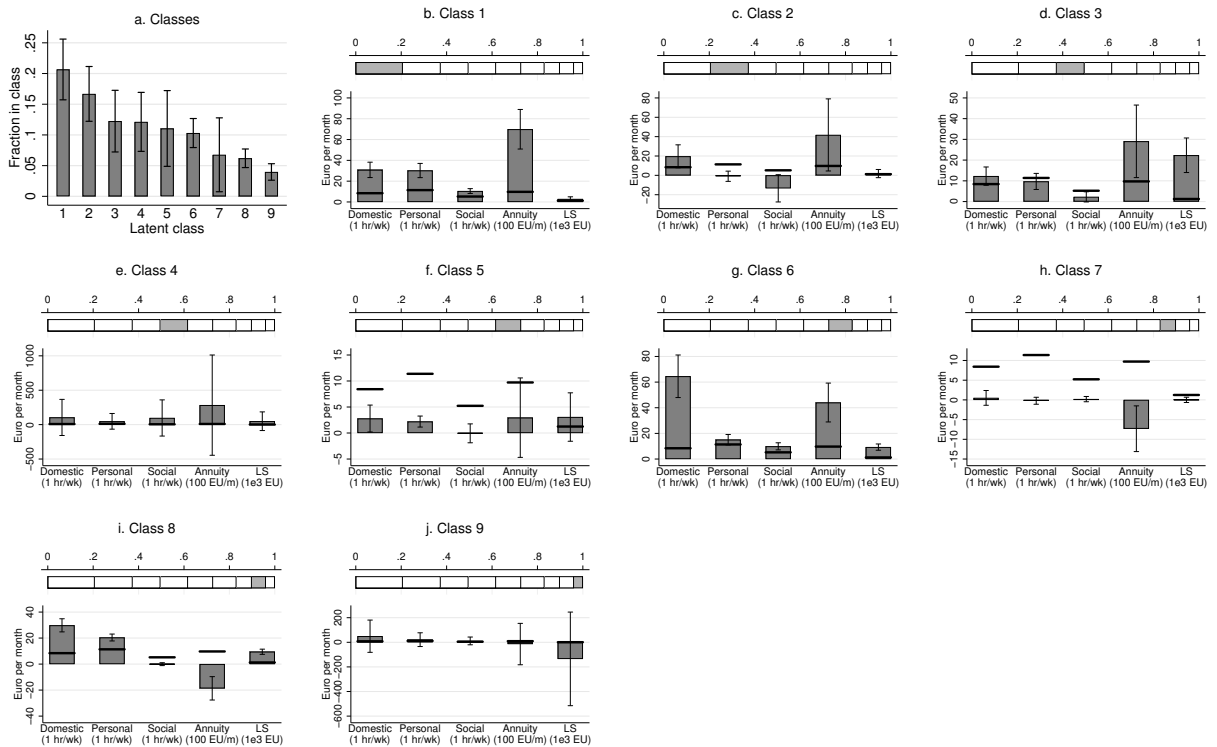 a. Classes
Fraction in class
0 .05 .1 .15 .2 .25
1 2 3 4 5 6 7 8 9
Latent class
b. Class 1
0 .2 .4 .6 .8 1
Euro per month
0 20 40 60 80 100
Domestic Personal Social Annuity LS
(1 hr/wk) (1 hr/wk) (1 hr/wk) (100 EU/m) (1e3 EU)
c. Class 2
0 .2 .4 .6 .8 1
Euro per month
−20 0 20 40 60 80
Domestic Personal Social Annuity LS
(1 hr/wk) (1 hr/wk) (1 hr/wk) (100 EU/m) (1e3 EU)
d. Class 3
0 .2 .4 .6 .8 1
Euro per month
0 10 20 30 40 50
Domestic Personal Social Annuity LS
(1 hr/wk) (1 hr/wk) (1 hr/wk) (100 EU/m) (1e3 EU)
e. Class 4
0 .2 .4 .6 .8 1
Euro per month
−500 0 500 1000
Domestic Personal Social Annuity LS
(1 hr/wk) (1 hr/wk) (1 hr/wk) (100 EU/m) (1e3 EU)
f. Class 5
0 .2 .4 .6 .8 1
Euro per month
−5 0 5 10 15
Domestic Personal Social Annuity LS
(1 hr/wk) (1 hr/wk) (1 hr/wk) (100 EU/m) (1e3 EU)
g. Class 6
0 .2 .4 .6 .8 1
Euro per month
0 20 40 60 80
Domestic Personal Social Annuity LS
(1 hr/wk) (1 hr/wk) (1 hr/wk) (100 EU/m) (1e3 EU)
h. Class 7
0 .2 .4 .6 .8 1
Euro per month
−15 −10 −5 0 5 10
Domestic Personal Social Annuity LS
(1 hr/wk) (1 hr/wk) (1 hr/wk) (100 EU/m) (1e3 EU)
i. Class 8
0 .2 .4 .6 .8 1
Euro per month
−40 −20 0 20 40
Domestic Personal Social Annuity LS
(1 hr/wk) (1 hr/wk) (1 hr/wk) (100 EU/m) (1e3 EU)
j. Class 9
0 .2 .4 .6 .8 1
Euro per month
−600 −400 −200 0 200
Domestic Personal Social Annuity LS
(1 hr/wk) (1 hr/wk) (1 hr/wk) (100 EU/m) (1e3 EU)